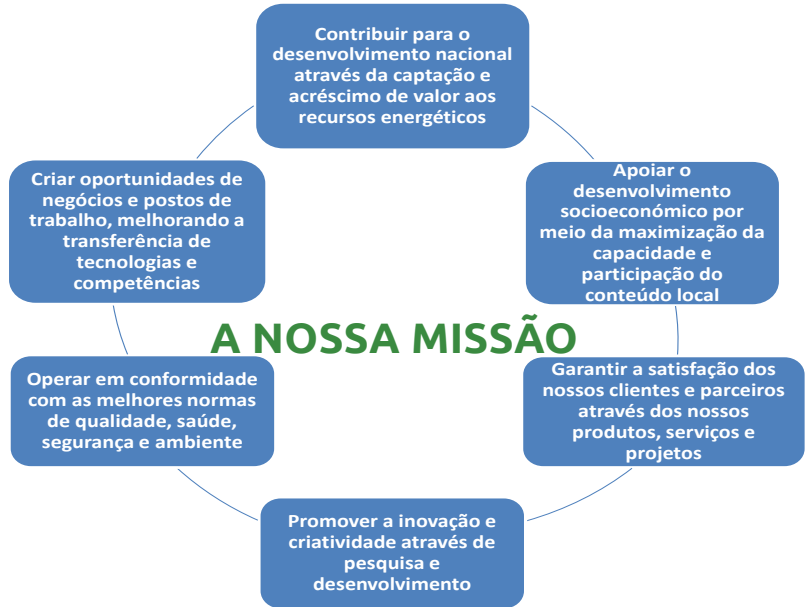 Contribuir para o
desenvolvimento nacional
através da captação e
acréscimo de valor aos
recursos energéticos
Apoiar o
desenvolvimento
socioeconómico por
meio da maximização da
capacidade e
participação do
conteúdo local
Garantir a satisfação dos
nossos clientes e parceiros
através dos nossos
produtos, serviços e
projetos
Promover a inovação e
criatividade através de
pesquisa e
desenvolvimento
Operar em conformidade
com as melhores normas
de qualidade, saúde,
segurança e ambiente
Criar oportunidades de
negócios e postos de
trabalho, melhorando a
transferência de
tecnologias e
competências
A NOSSA MISSÃO